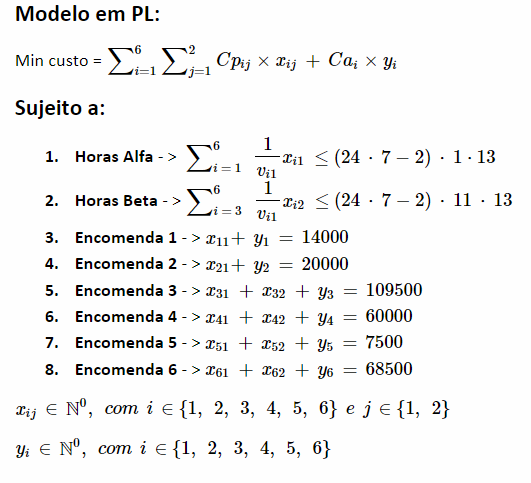 Modelo em PL:
Min custo = ∑_{i=1}^{6} ∑_{j=1}^{2} Cp_{ij} × x_{ij} + Ca_i × y_i
Sujeito a:
1. Horas Alfa - > ∑_{i = 1}^{6} \frac{1}{v_{i1}} x_{i1} ≤ (24 · 7 − 2) · 1 · 13
2. Horas Beta - > ∑_{i = 3}^{6} \frac{1}{v_{i1}} x_{i2} ≤ (24 · 7 − 2) · 11 · 13
3. Encomenda 1 - > x_{11} + y_1 = 14000
4. Encomenda 2 - > x_{21} + y_2 = 20000
5. Encomenda 3 - > x_{31} + x_{32} + y_3 = 109500
6. Encomenda 4 - > x_{41} + x_{42} + y_4 = 60000
7. Encomenda 5 - > x_{51} + x_{52} + y_5 = 7500
8. Encomenda 6 - > x_{61} + x_{62} + y_6 = 68500
x_{ij} ∈ ℕ^0, com i ∈ {1, 2, 3, 4, 5, 6} e j ∈ {1, 2}
y_i ∈ ℕ^0, com i ∈ {1, 2, 3, 4, 5, 6}